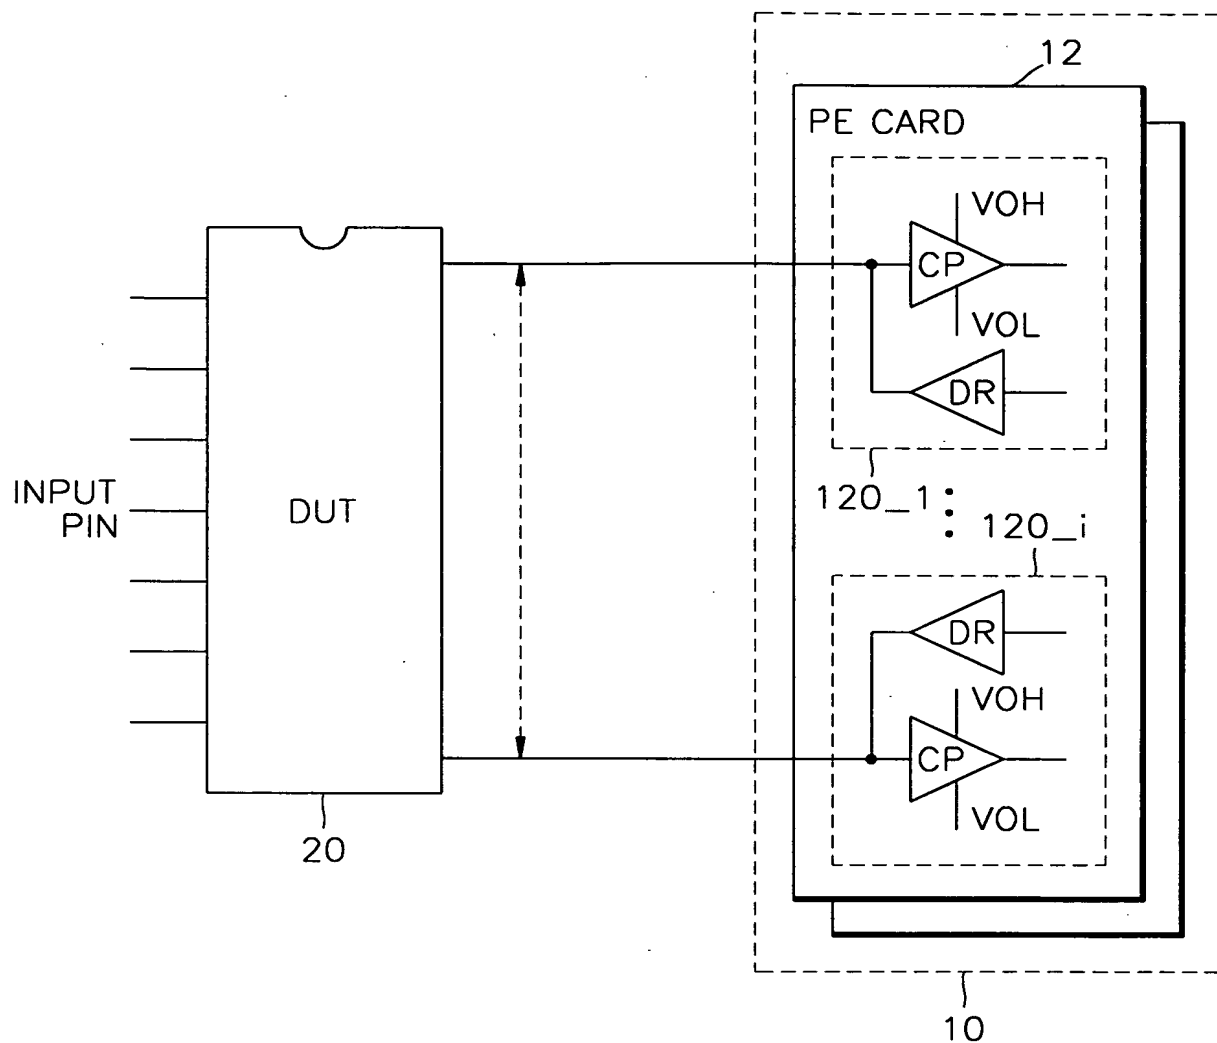 12
PE CARD
VOH
CP
VOL
DR
120_1
120_i
INPUT
PIN
DUT
DR
VOH
CP
VOL
20
10